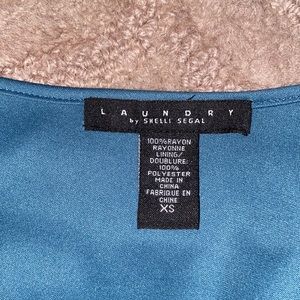 LAUNDRY
by SHELLI SEGAL
100%RAYON
RAYONNE
LINING/
DOUBLURE:
100%
POLYESTER
MADE IN
CHINA
FABRIQUE EN
CHINE
XS